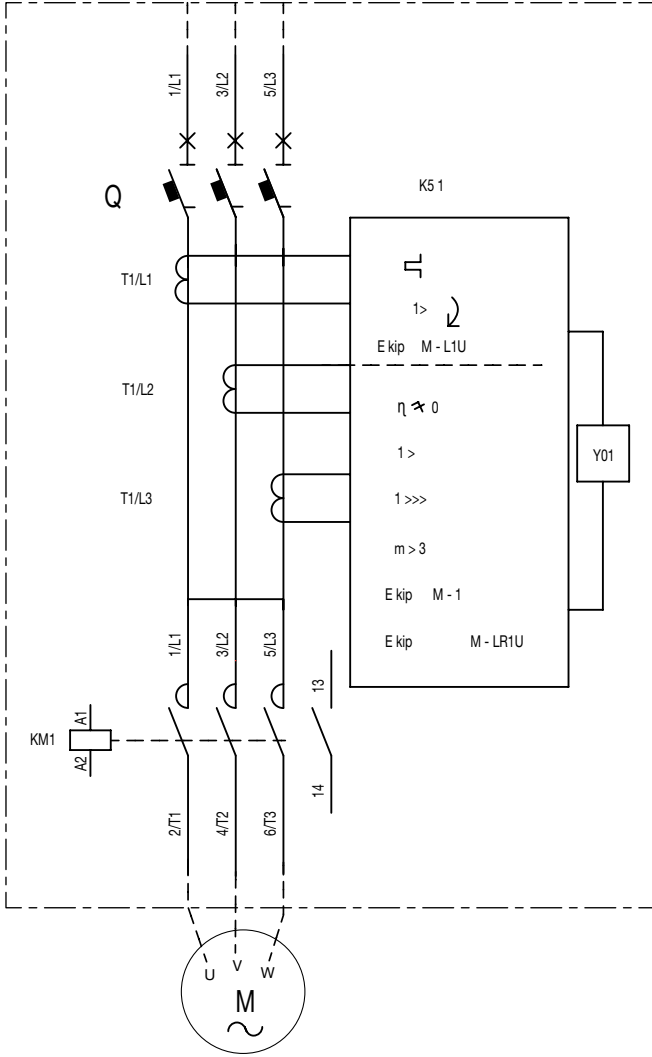 1/L1
3/L2
5/L3
Q
K5 1
T1/L1
1>
E kip M - L1U
T1/L2
η ≯ 0
1 >
Y01
T1/L3
1 >>>
m > 3
E kip M - 1
E kip M - LR1U
1/L1
3/L2
5/L3
13
KM1
A1
A2
14
2/T1
4/T2
6/T3
U
V
W
M